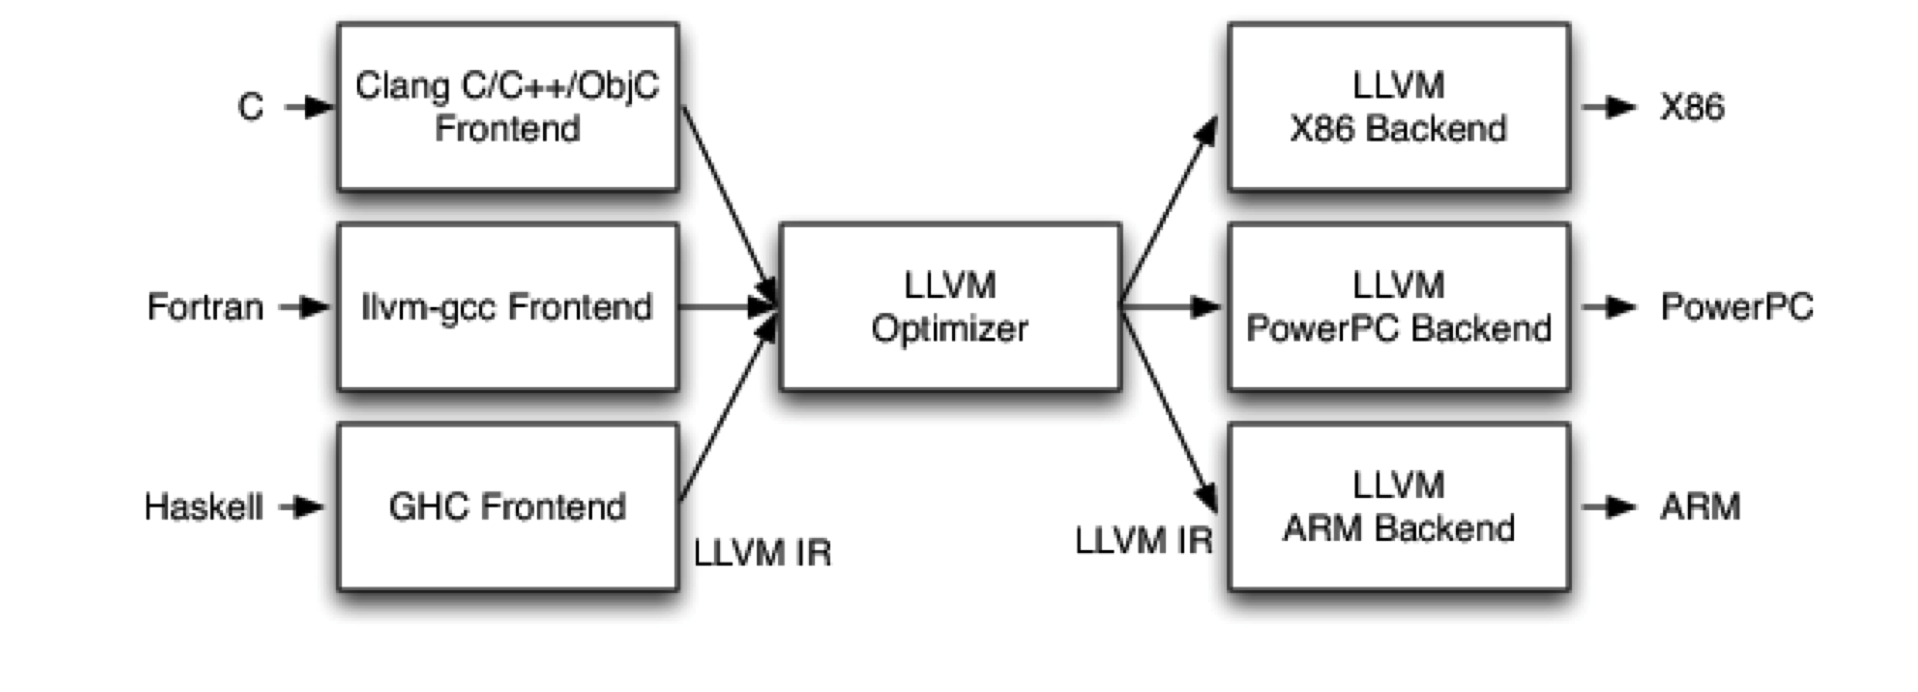 C
Clang C/C++/ObjC
Frontend
LLVM
X86 Backend
X86
Fortran
llvm-gcc Frontend
LLVM
Optimizer
LLVM
PowerPC Backend
PowerPC
Haskell
GHC Frontend
LLVM IR
LLVM IR
LLVM
ARM Backend
ARM